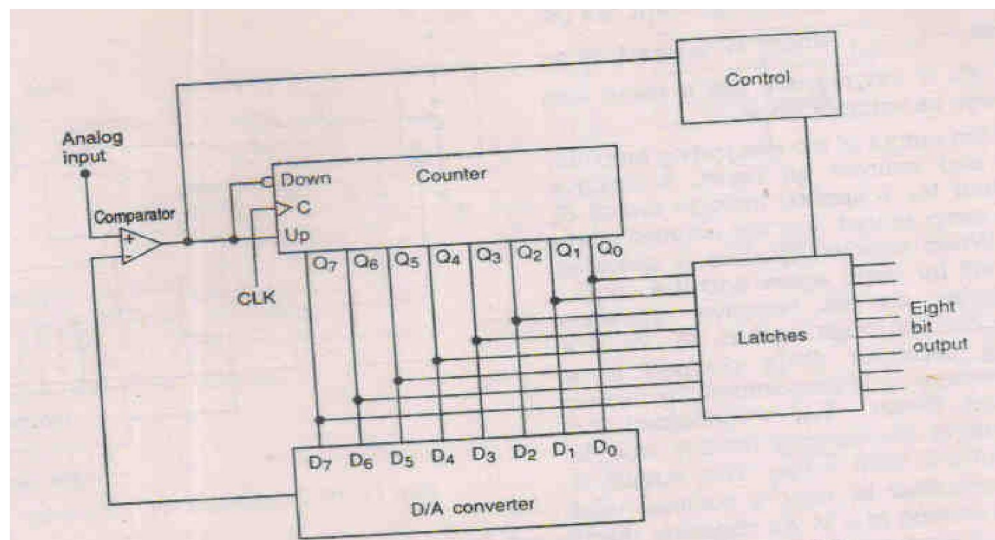 Control
Analog
input
Down
Counter
Comparator
C
+
Up
-
Q7 Q6 Q5 Q4 Q3 Q2 Q1 Q0
CLK
Latches
Eight
bit
output
D7 D6 D5 D4 D3 D2 D1 D0
D/A converter